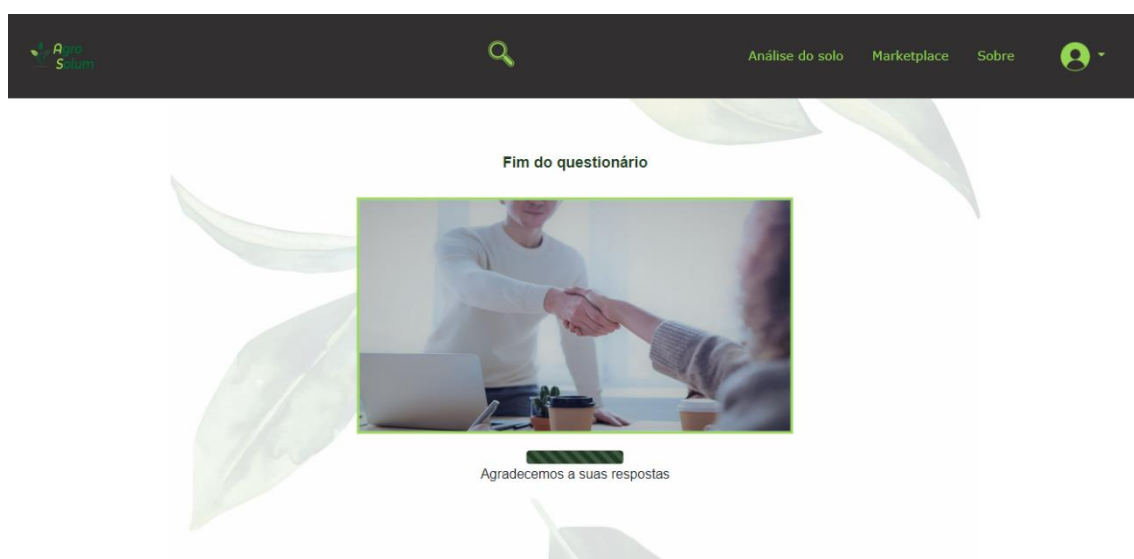 Agro
Solum
Análise do solo
Marketplace
Sobre
Fim do questionário
Agradecemos a suas respostas